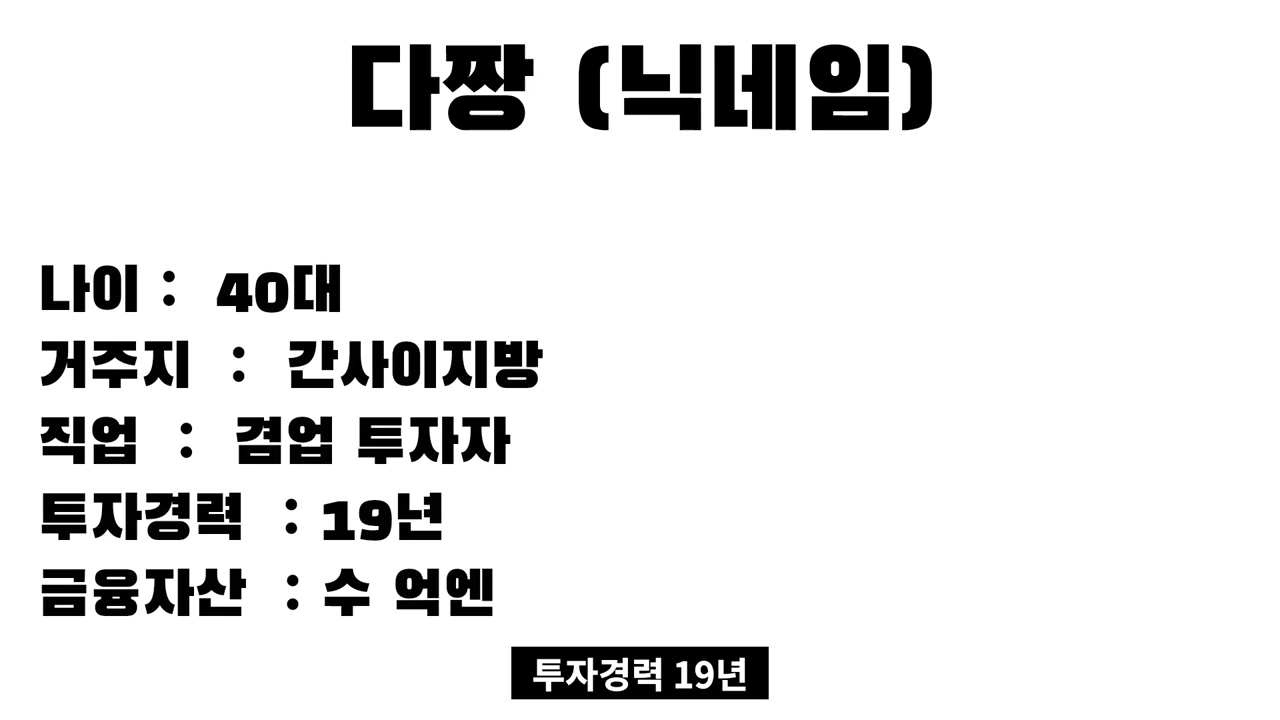 다짱 (닉네임)
나이 : 40대
거주지 : 간사이지방
직업 : 겸업 투자자
투자경력 : 19년
금융자산 : 수 억엔
투자경력 19년